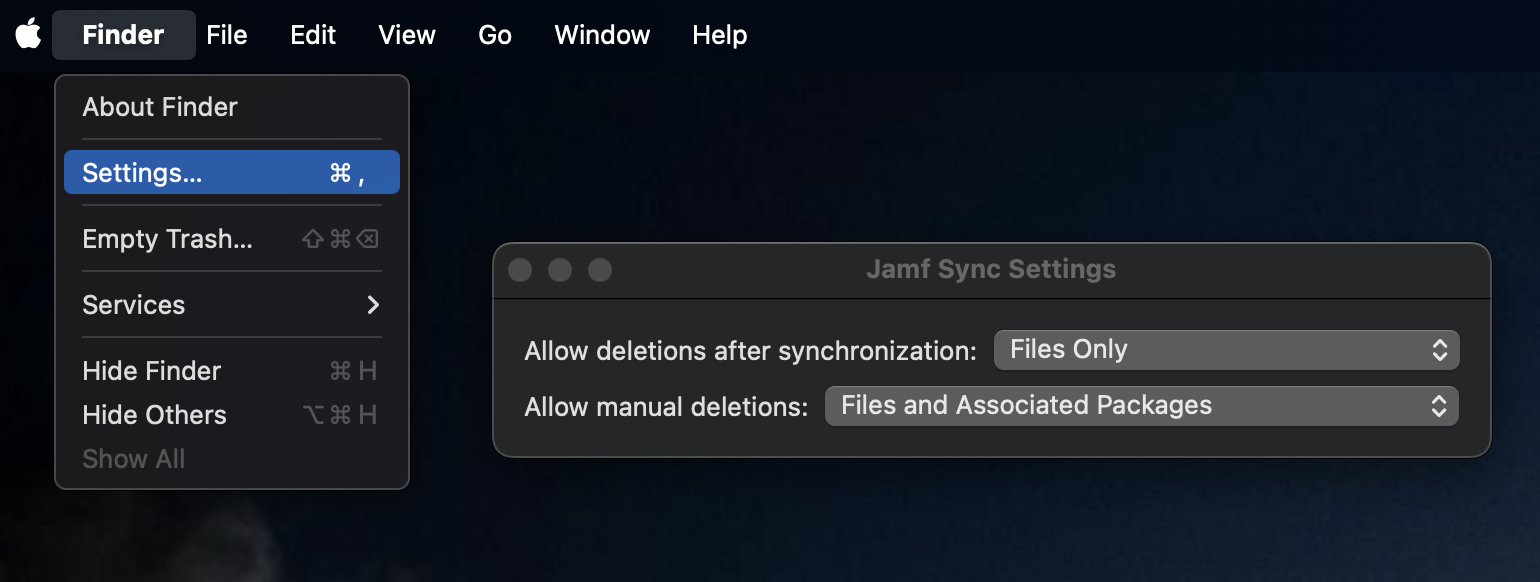 Finder File Edit View Go Window Help
About Finder
Settings... ⌘ ,
Empty Trash... ⇧ ⌘ ⌫
Services
Hide Finder ⌘ H
Hide Others ⌥ ⌘ H
Show All
Jamf Sync Settings
Allow deletions after synchronization: Files Only
Allow manual deletions: Files and Associated Packages